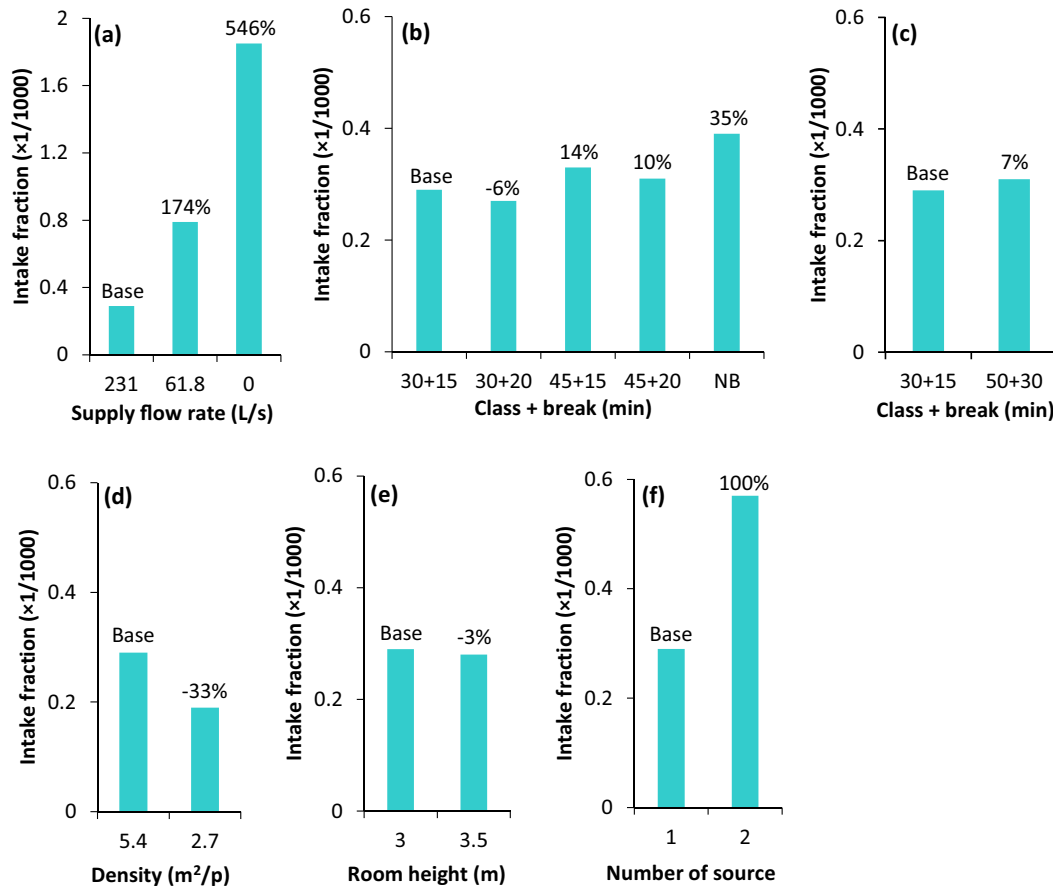 (a)
Intake fraction (×1/1000)
2
1.6
1.2
0.8
0.4
0
Base
174%
546%
231 61.8 0
Supply flow rate (L/s)
(b)
Intake fraction (×1/1000)
0.6
0.4
0.2
0
Base
-6%
14%
10%
35%
30+15 30+20 45+15 45+20 NB
Class + break (min)
(c)
Intake fraction (×1/1000)
0.6
0.4
0.2
0
Base
7%
30+15 50+30
Class + break (min)
(d)
Intake fraction (×1/1000)
0.6
0.4
0.2
0
Base
-33%
5.4 2.7
Density (m²/p)
(e)
Intake fraction (×1/1000)
0.6
0.4
0.2
0
Base
-3%
3 3.5
Room height (m)
(f)
Intake fraction (×1/1000)
0.6
0.4
0.2
0
Base
100%
1 2
Number of source